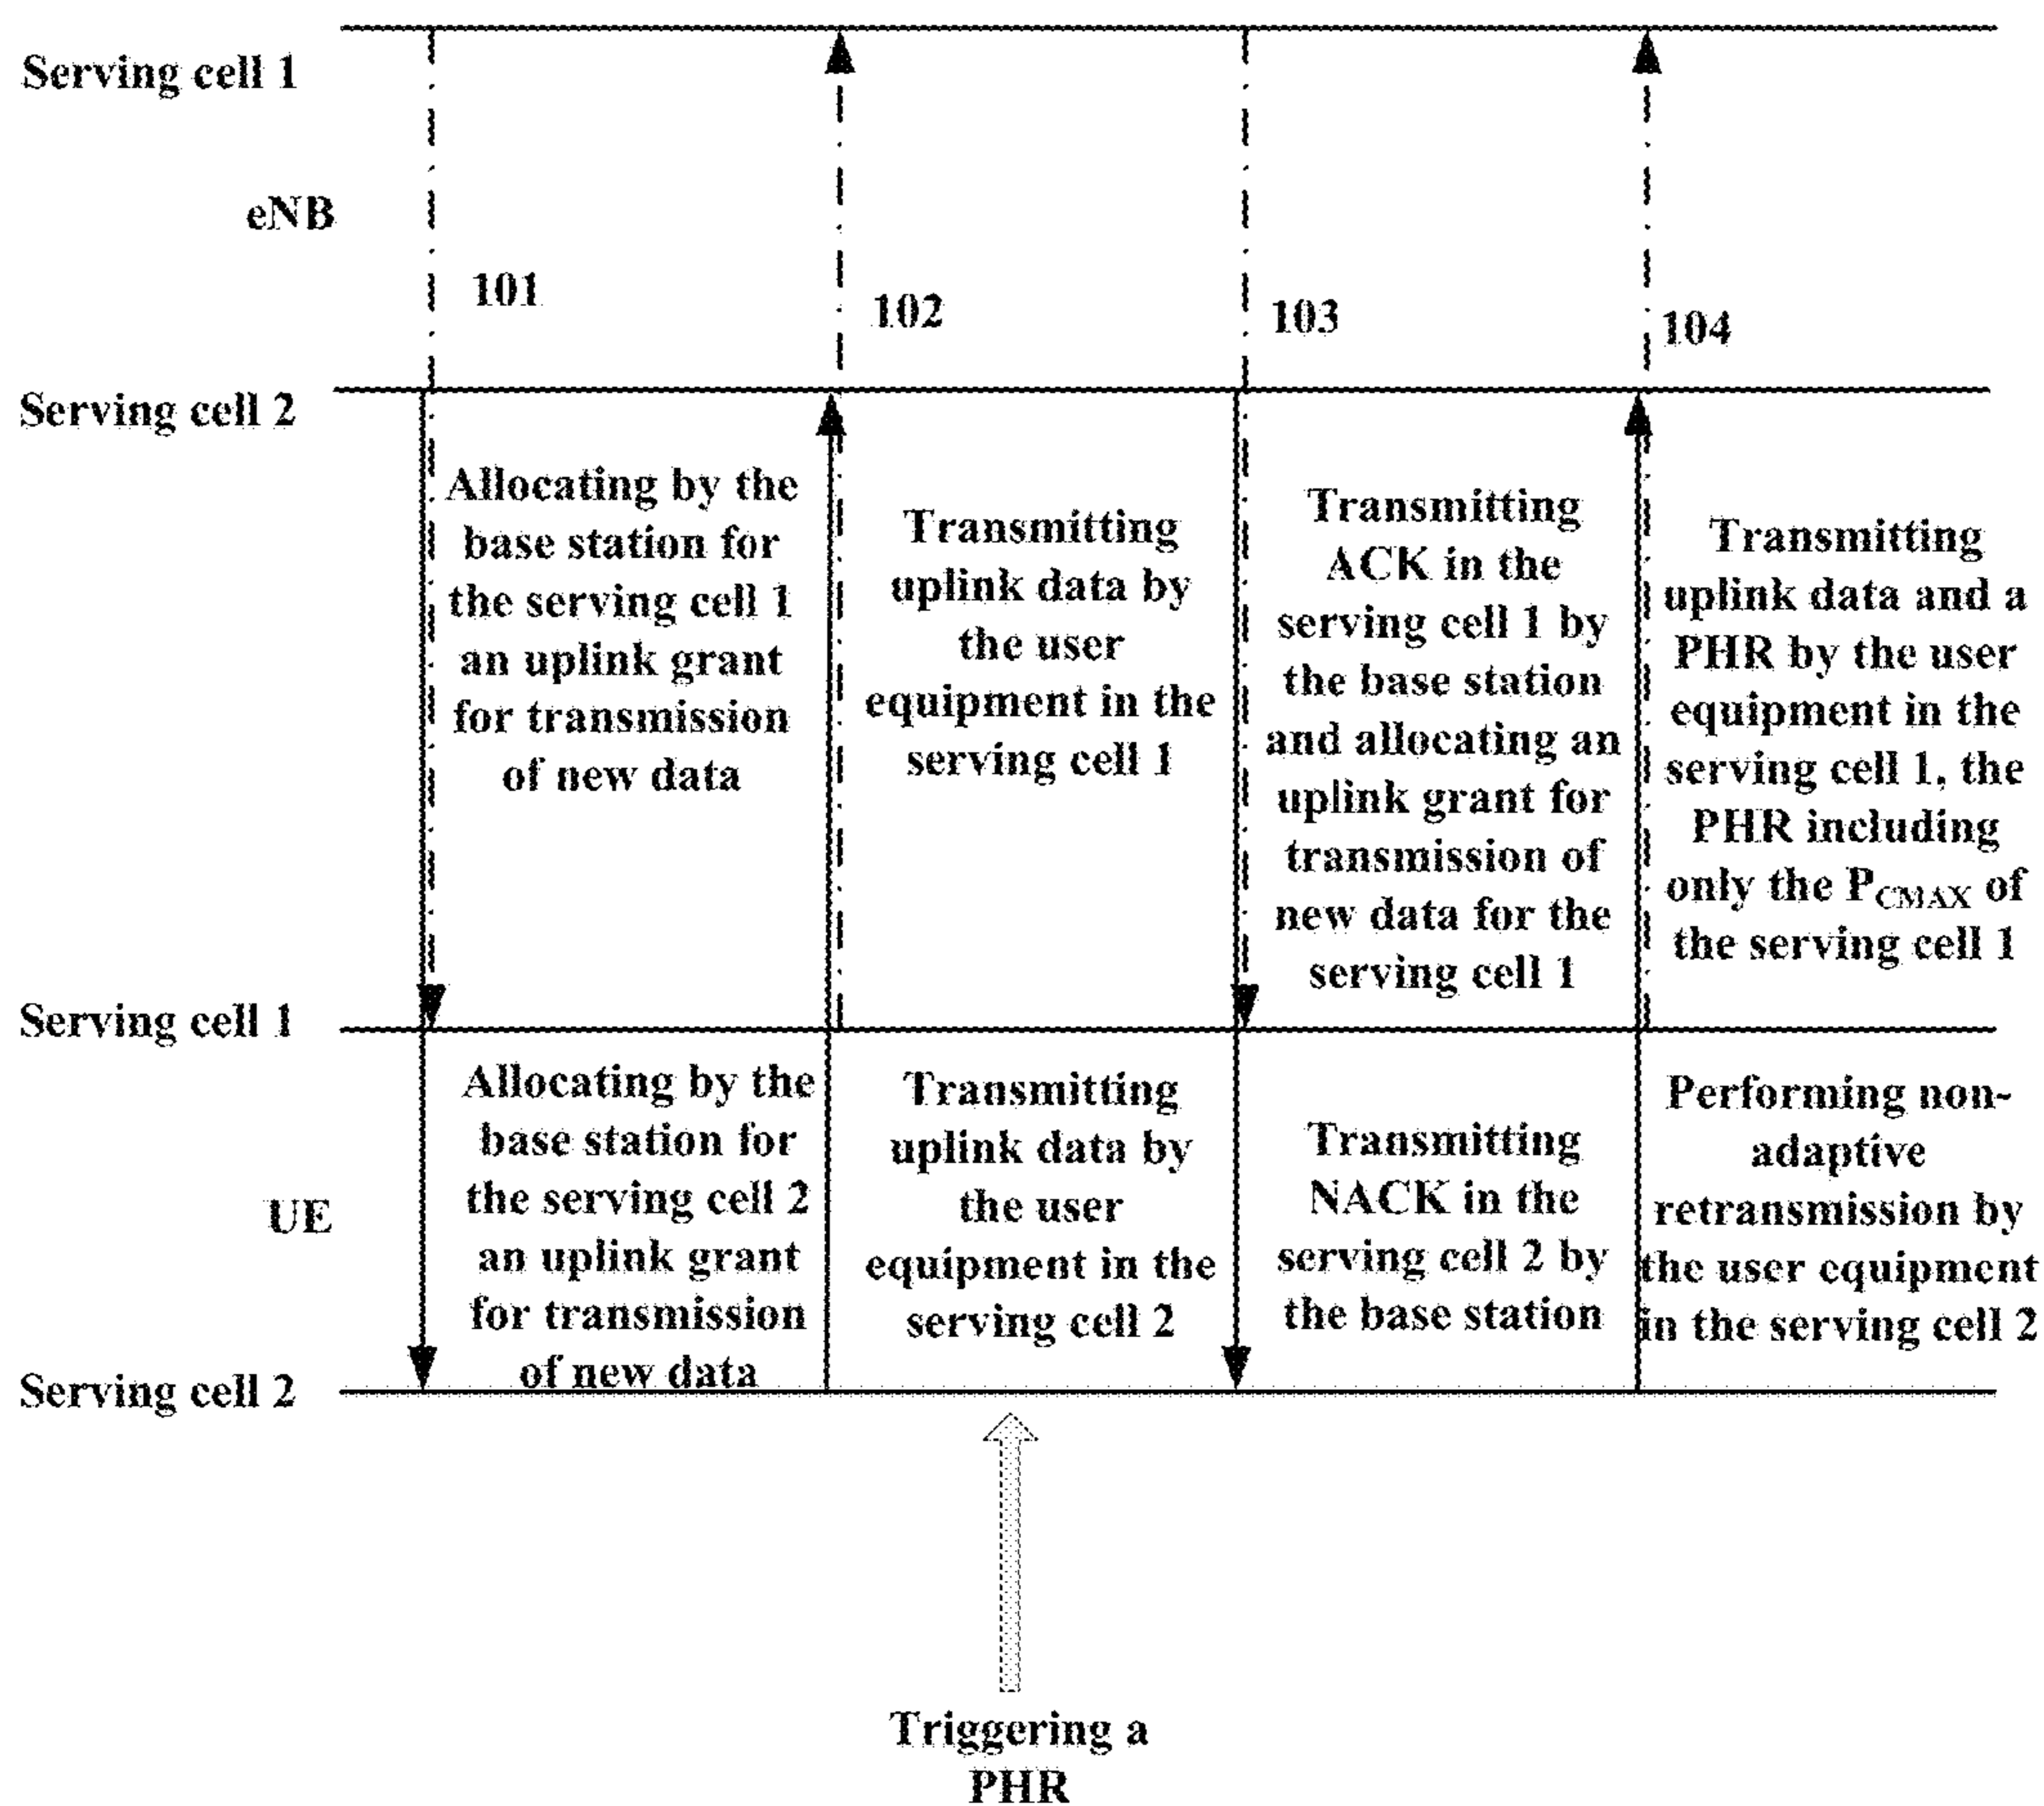 Serving cell 1
eNB
101
102
103
104
Serving cell 2
Allocating by the
base station for
the serving cell 1
an uplink grant
for transmission
of new data
Transmitting
uplink data by
the user
equipment in the
serving cell 1
Transmitting
ACK in the
serving cell 1 by
the base station
and allocating an
uplink grant for
transmission of
new data for the
serving cell 1
Transmitting
uplink data and a
PHR by the user
equipment in the
serving cell 1, the
PHR including
only the PCMAX of
the serving cell 1
Serving cell 1
UE
Allocating by the
base station for
the serving cell 2
an uplink grant
for transmission
of new data
Transmitting
uplink data by
the user
equipment in the
serving cell 2
Transmitting
NACK in the
serving cell 2 by
the base station
Performing non-
adaptive
retransmission by
the user equipment
in the serving cell 2
Serving cell 2
Triggering a
PHR